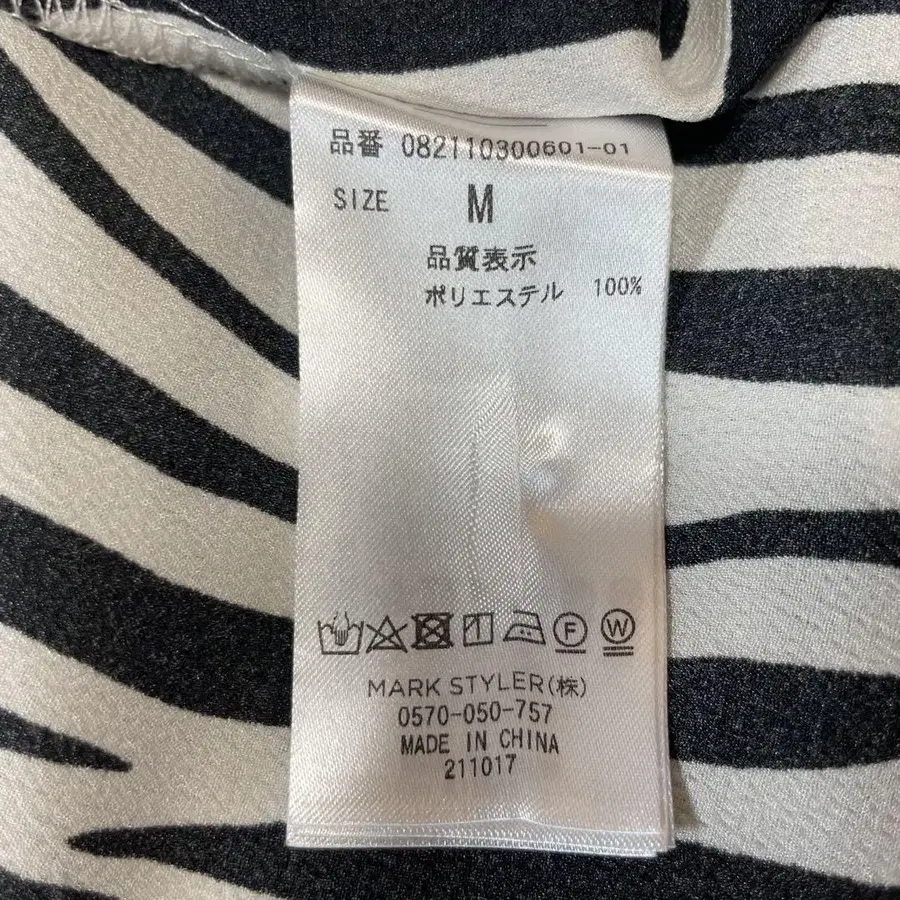 品番 082110300601-01
SIZE M
品質表示
ポリエステル 100%
F W
MARK STYLER(株)
0570-050-757
MADE IN CHINA
211017